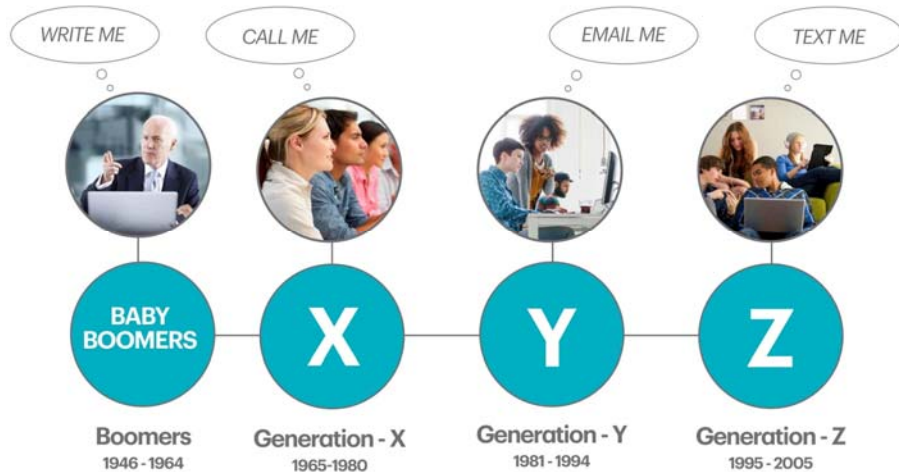 WRITE ME
CALL ME
EMAIL ME
TEXT ME
BABY
BOOMERS
X
Y
Z
Boomers
1946 - 1964
Generation - X
1965-1980
Generation - Y
1981 - 1994
Generation - Z
1995 - 2005